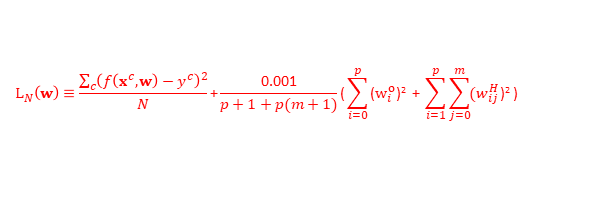 L_N(w) ≡ Σ_c(f(x^c,w) − y^c)² / N + 0.001 / (p + 1 + p(m + 1)) ( Σ_{i=0}^{p} (w_i^o)² + Σ_{i=1}^{p} Σ_{j=0}^{m} (w_{ij}^H)² )